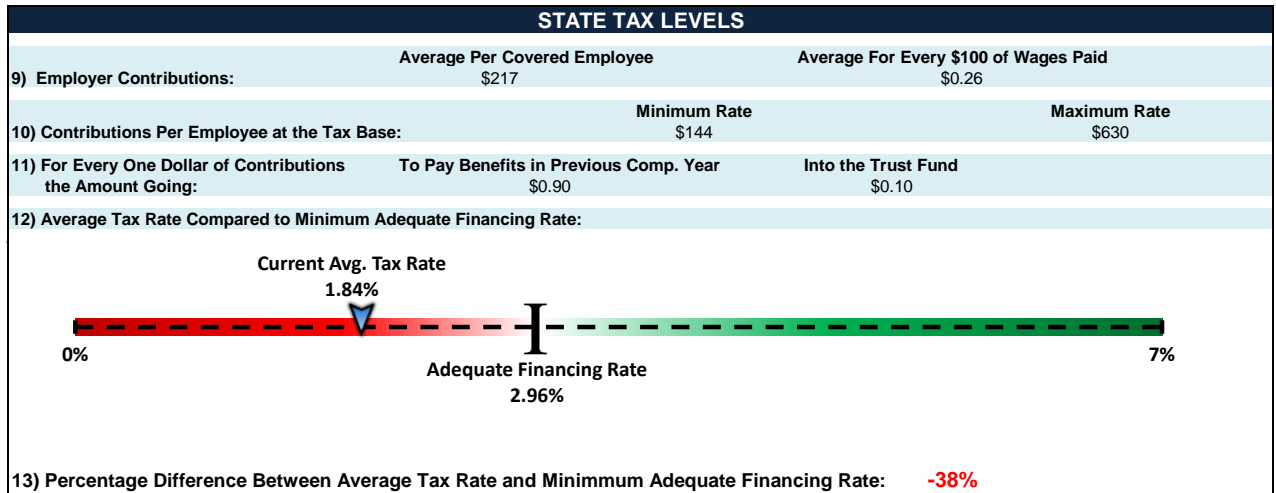 STATE TAX LEVELS
Average Per Covered Employee Average For Every $100 of Wages Paid
9) Employer Contributions: $217 $0.26
Minimum Rate Maximum Rate
10) Contributions Per Employee at the Tax Base: $144 $630
11) For Every One Dollar of Contributions To Pay Benefits in Previous Comp. Year Into the Trust Fund
the Amount Going: $0.90 $0.10
12) Average Tax Rate Compared to Minimum Adequate Financing Rate:
Current Avg. Tax Rate
1.84%
0% 7%
Adequate Financing Rate
2.96%
13) Percentage Difference Between Average Tax Rate and Minimmum Adequate Financing Rate: -38%